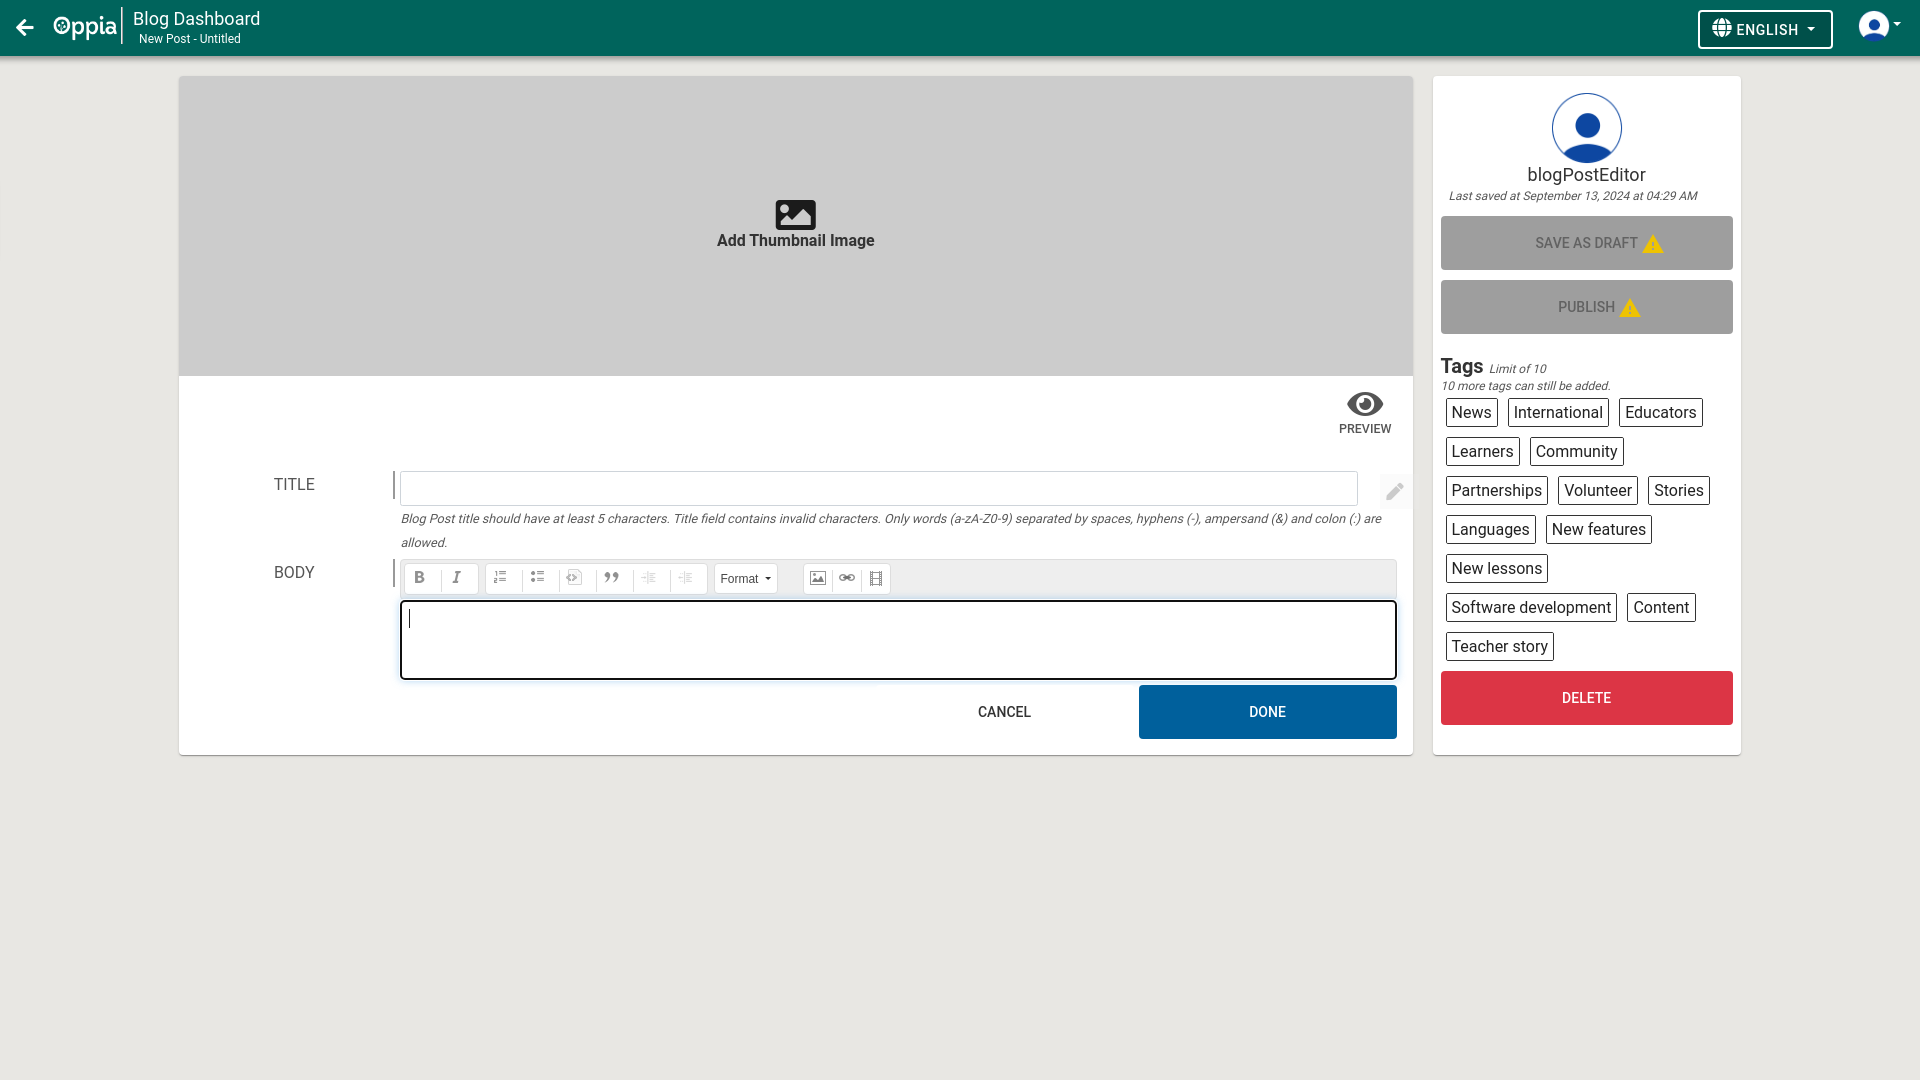 Oppia
Blog Dashboard
New Post - Untitled
ENGLISH
Add Thumbnail Image
PREVIEW
TITLE
Blog Post title should have at least 5 characters. Title field contains invalid characters. Only words (a-zA-Z0-9) separated by spaces, hyphens (-), ampersand (&) and colon (:) are
allowed.
BODY
B I Format
CANCEL DONE
blogPostEditor
Last saved at September 13, 2024 at 04:29 AM
SAVE AS DRAFT
PUBLISH
Tags Limit of 10
10 more tags can still be added.
News International Educators
Learners Community
Partnerships Volunteer Stories
Languages New features
New lessons
Software development Content
Teacher story
DELETE